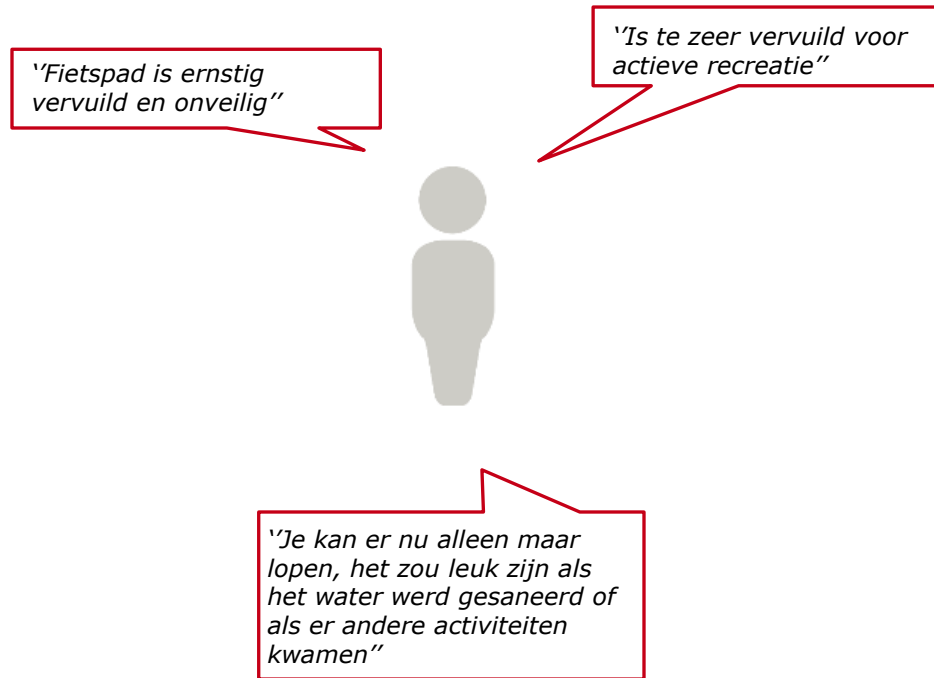 ‘’Fietspad is ernstig
vervuild en onveilig’’
‘’Is te zeer vervuild voor
actieve recreatie’’
‘’Je kan er nu alleen maar
lopen, het zou leuk zijn als
het water werd gesaneerd of
als er andere activiteiten
kwamen’’